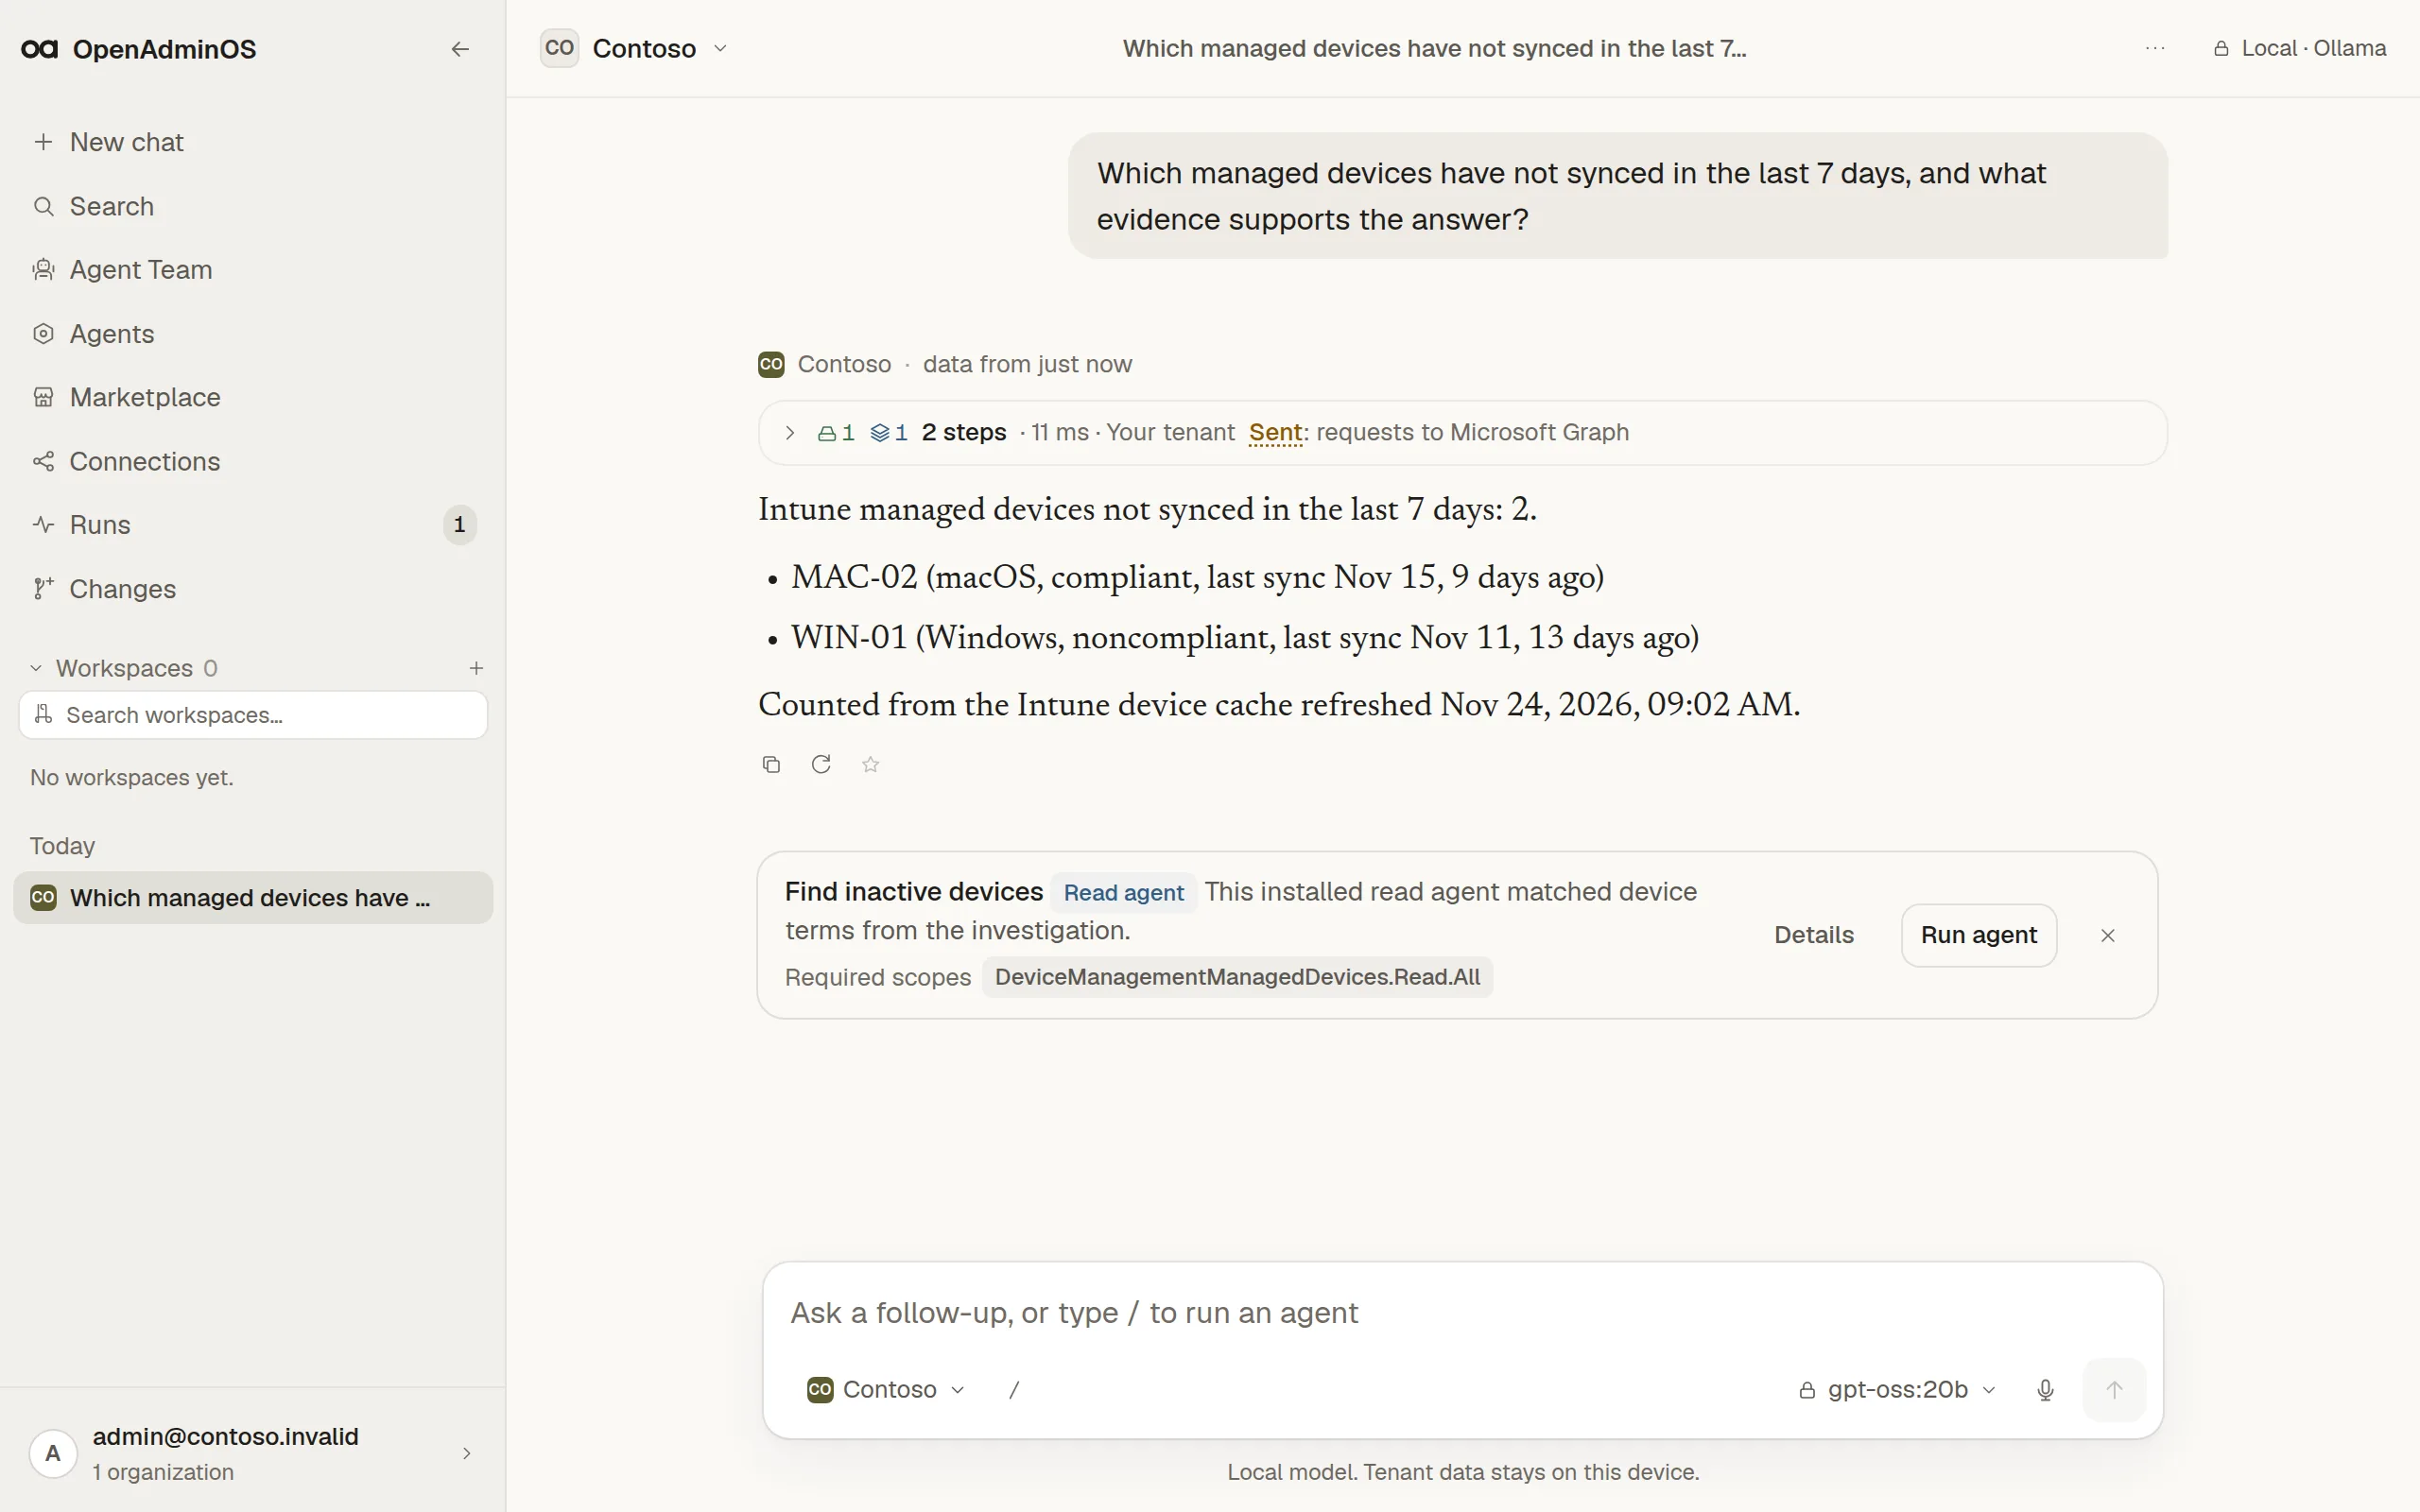 OpenAdminOS
New chat
Search
Agent Team
Agents
Marketplace
Connections
Runs 1
Changes
Workspaces 0
Search workspaces...
No workspaces yet.
Today
CO Which managed devices have ...
A
admin@contoso.invalid
1 organization
CO Contoso
Which managed devices have not synced in the last 7...
Local · Ollama
Which managed devices have not synced in the last 7 days, and what
evidence supports the answer?
CO Contoso · data from just now
1 1 2 steps · 11 ms · Your tenant Sent: requests to Microsoft Graph
Intune managed devices not synced in the last 7 days: 2.
• MAC-02 (macOS, compliant, last sync Nov 15, 9 days ago)
• WIN-01 (Windows, noncompliant, last sync Nov 11, 13 days ago)
Counted from the Intune device cache refreshed Nov 24, 2026, 09:02 AM.
Find inactive devices Read agent This installed read agent matched device
terms from the investigation.
Required scopes DeviceManagementManagedDevices.Read.All
Details
Run agent
Ask a follow-up, or type / to run an agent
CO Contoso /
gpt-oss:20b
Local model. Tenant data stays on this device.